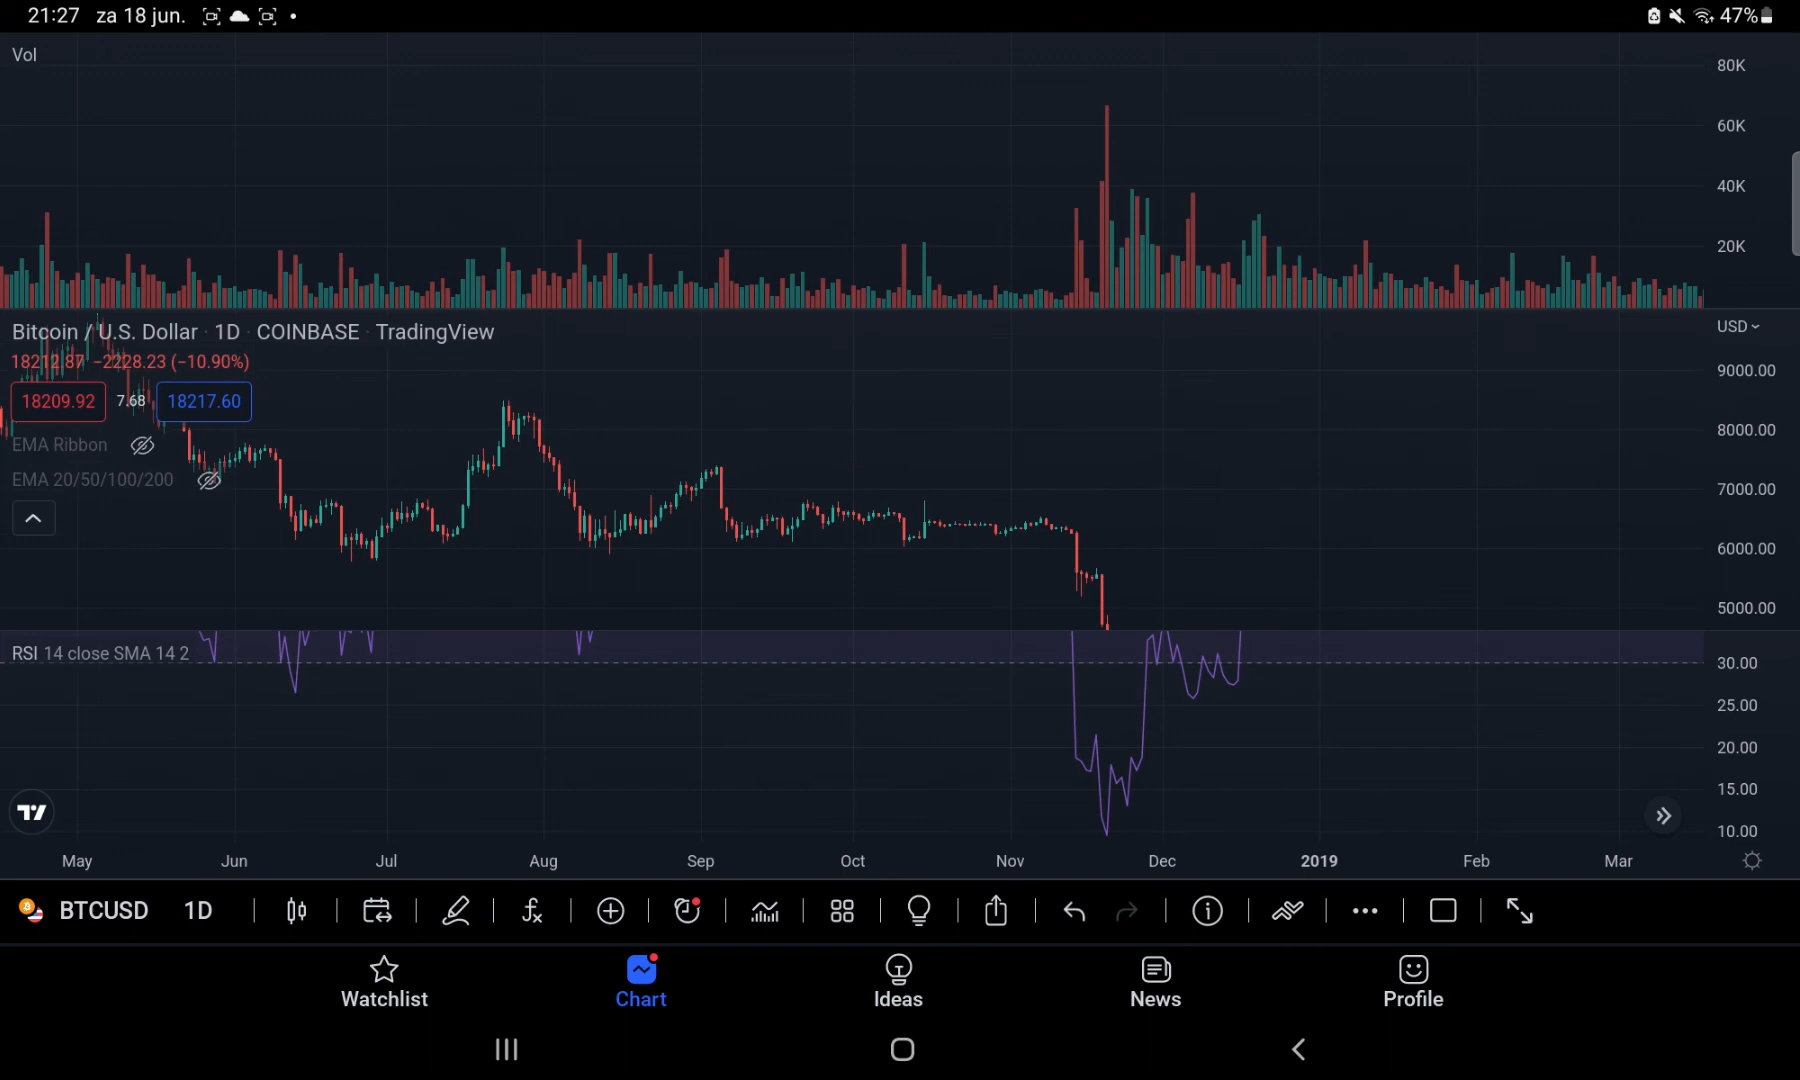 21:27 za 18 jun. 47%
Vol
80K
60K
40K
20K
Bitcoin / U.S. Dollar · 1D · COINBASE · TradingView
USD
18212.87 −2228.23 (−10.90%)
18209.92 7.68 18217.60
EMA Ribbon
EMA 20/50/100/200
9000.00
8000.00
7000.00
6000.00
5000.00
RSI 14 close SMA 14 2
30.00
25.00
20.00
15.00
10.00
May Jun Jul Aug Sep Oct Nov Dec 2019 Feb Mar
BTCUSD 1D
Watchlist Chart Ideas News Profile